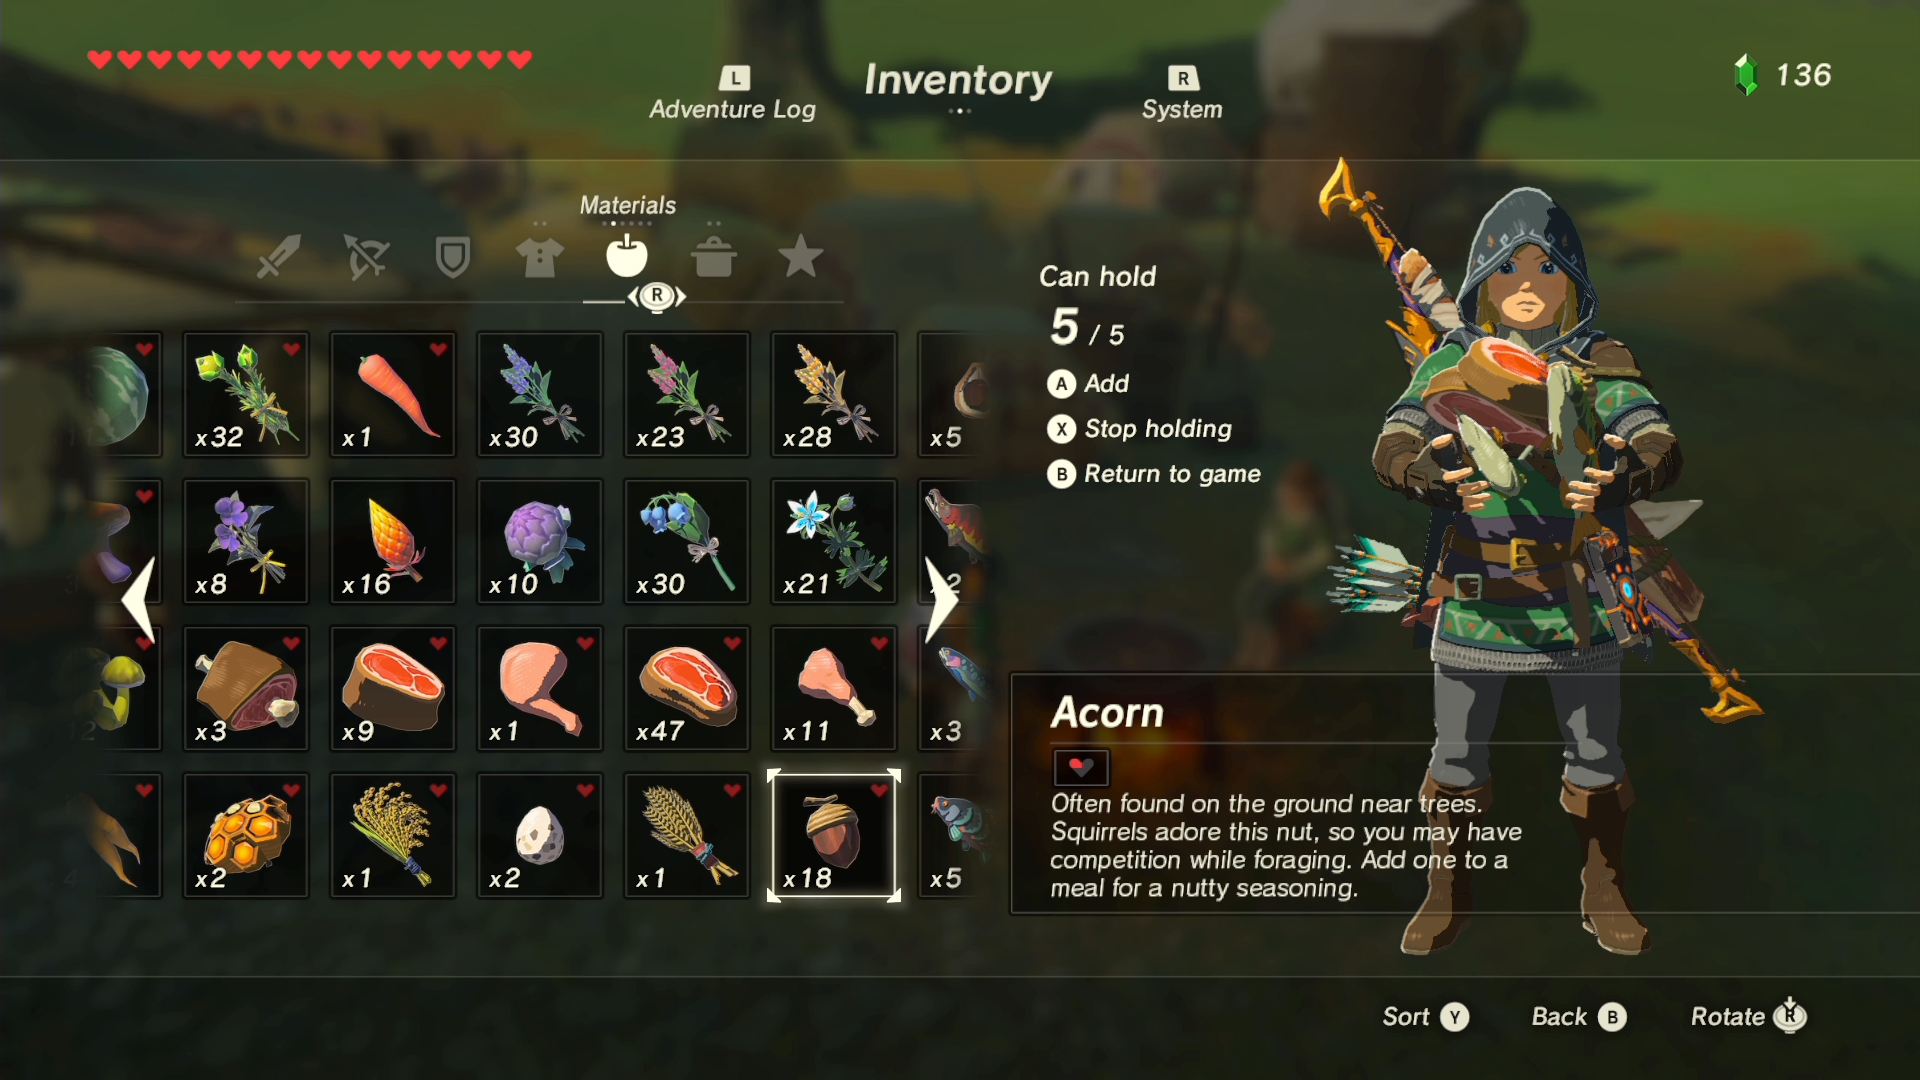 L
Inventory
R
Adventure Log
System
136
Materials
R
Can hold
5 / 5
A Add
X Stop holding
B Return to game
x32
x1
x30
x23
x28
x5
x8
x16
x10
x30
x21
x3
x9
x1
x47
x11
x3
x2
x1
x2
x1
x18
x5
Acorn
Often found on the ground near trees.
Squirrels adore this nut, so you may have
competition while foraging. Add one to a
meal for a nutty seasoning.
Sort Y
Back B
Rotate R